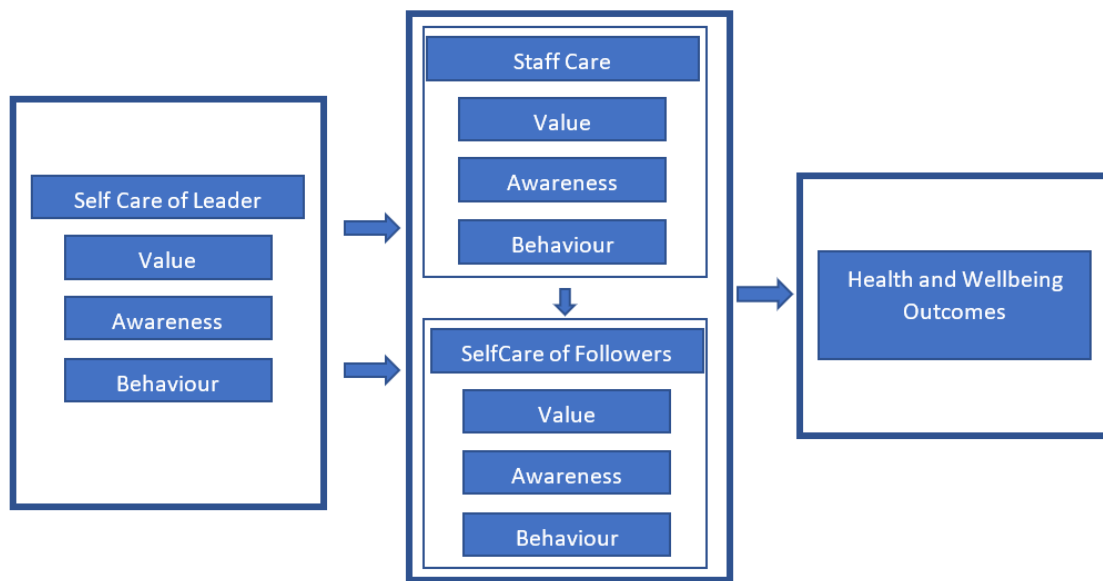 Self Care of Leader
Value
Awareness
Behaviour
Staff Care
Value
Awareness
Behaviour
SelfCare of Followers
Value
Awareness
Behaviour
Health and Wellbeing
Outcomes